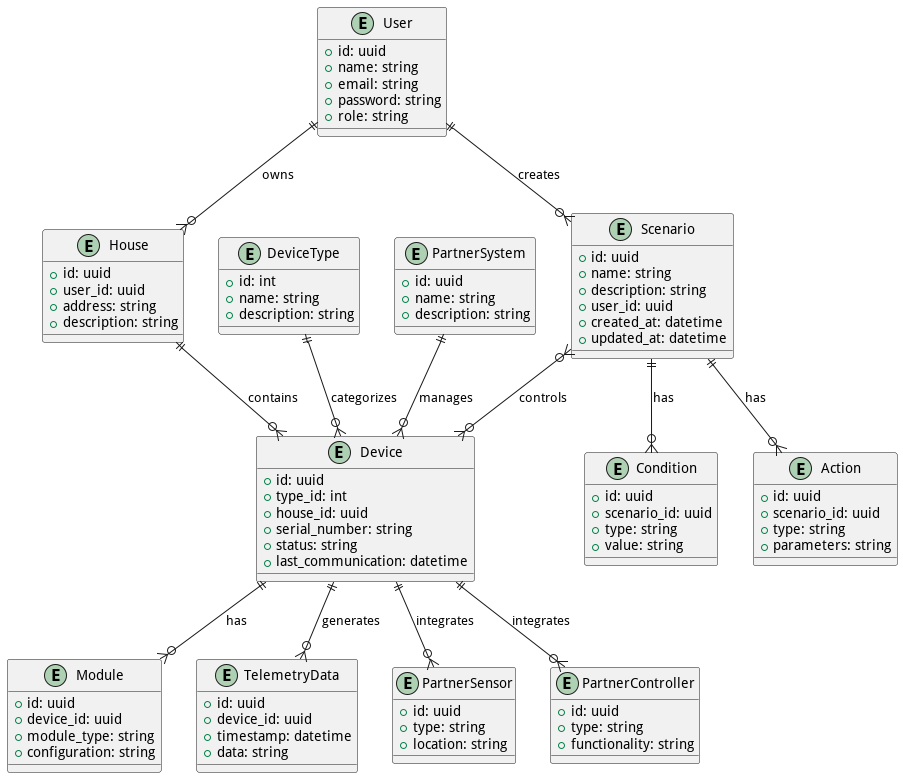 E User
id: uuid
name: string
email: string
password: string
role: string
owns
creates
E House
id: uuid
user_id: uuid
address: string
description: string
E DeviceType
id: int
name: string
description: string
E PartnerSystem
id: uuid
name: string
description: string
E Scenario
id: uuid
name: string
description: string
user_id: uuid
created_at: datetime
updated_at: datetime
contains
categorizes
manages
controls
has
has
E Device
id: uuid
type_id: int
house_id: uuid
serial_number: string
status: string
last_communication: datetime
E Condition
id: uuid
scenario_id: uuid
type: string
value: string
E Action
id: uuid
scenario_id: uuid
type: string
parameters: string
has
generates
integrates
integrates
E Module
id: uuid
device_id: uuid
module_type: string
configuration: string
E TelemetryData
id: uuid
device_id: uuid
timestamp: datetime
data: string
E PartnerSensor
id: uuid
type: string
location: string
E PartnerController
id: uuid
type: string
functionality: string